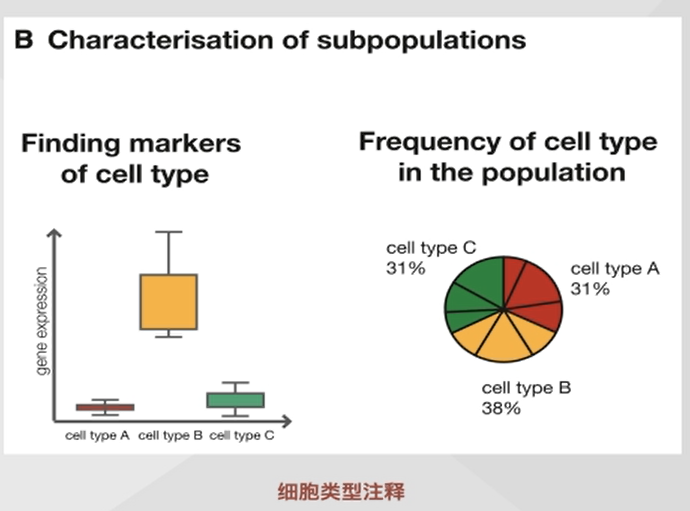 B Characterisation of subpopulations
Finding markers
of cell type
Frequency of cell type
in the population
gene expression
cell type A
cell type B
cell type C
cell type C
31%
cell type A
31%
cell type B
38%
细胞类型注释